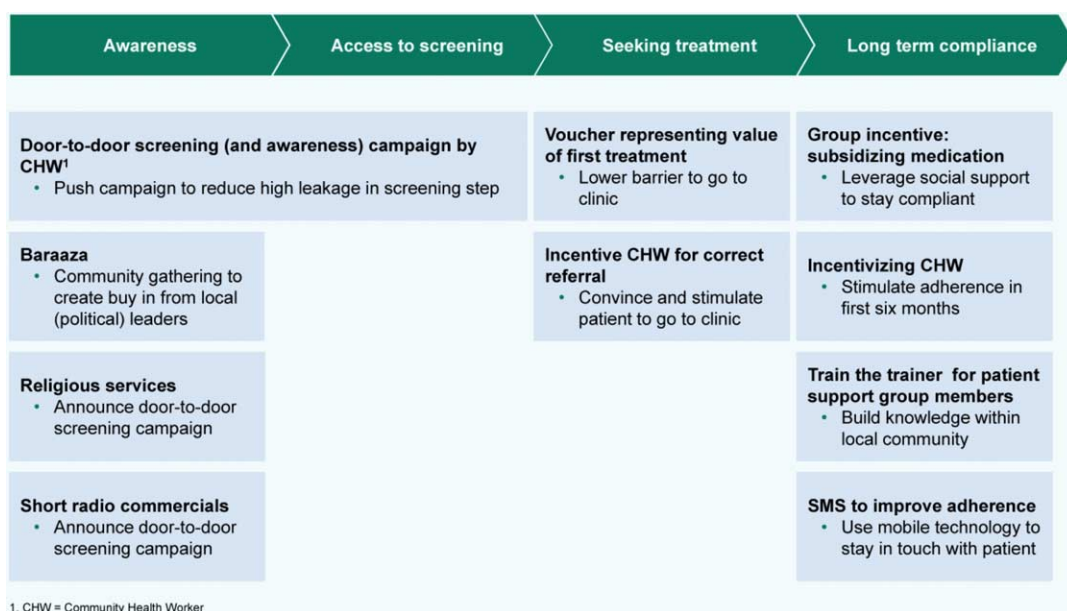 Awareness
Access to screening
Seeking treatment
Long term compliance
Door-to-door screening (and awareness) campaign by
CHW¹
• Push campaign to reduce high leakage in screening step
Baraaza
• Community gathering to
create buy in from local
(political) leaders
Religious services
• Announce door-to-door
screening campaign
Short radio commercials
• Announce door-to-door
screening campaign
Voucher representing value
of first treatment
• Lower barrier to go to
clinic
Incentive CHW for correct
referral
• Convince and stimulate
patient to go to clinic
Group incentive:
subsidizing medication
• Leverage social support
to stay compliant
Incentivizing CHW
• Stimulate adherence in
first six months
Train the trainer for patient
support group members
• Build knowledge within
local community
SMS to improve adherence
• Use mobile technology to
stay in touch with patient
1. CHW = Community Health Worker